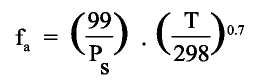 f_a = (99/P_s) . (T/298)^0.7